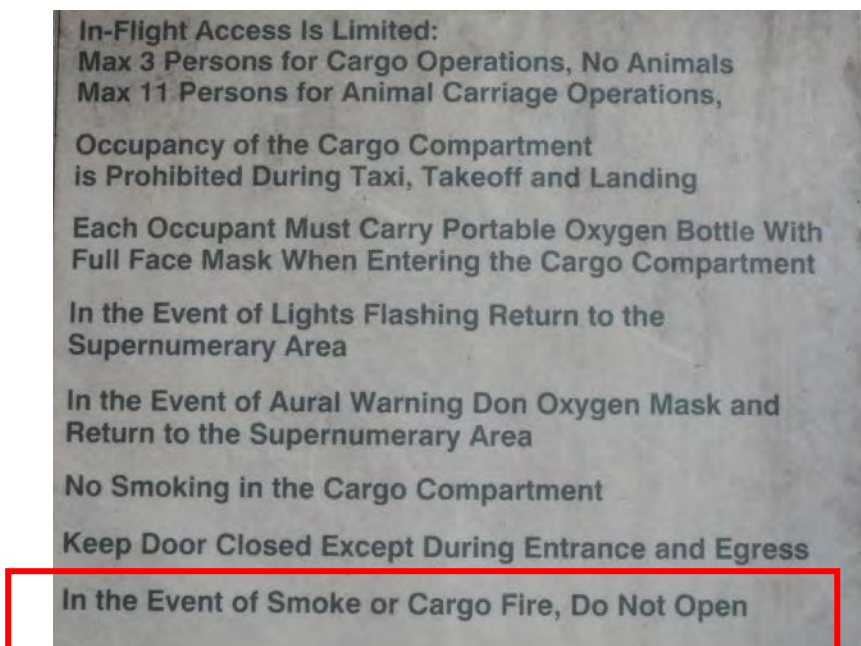 In-Flight Access Is Limited:
Max 3 Persons for Cargo Operations, No Animals
Max 11 Persons for Animal Carriage Operations,
Occupancy of the Cargo Compartment
is Prohibited During Taxi, Takeoff and Landing
Each Occupant Must Carry Portable Oxygen Bottle With
Full Face Mask When Entering the Cargo Compartment
In the Event of Lights Flashing Return to the
Supernumerary Area
In the Event of Aural Warning Don Oxygen Mask and
Return to the Supernumerary Area
No Smoking in the Cargo Compartment
Keep Door Closed Except During Entrance and Egress
In the Event of Smoke or Cargo Fire, Do Not Open